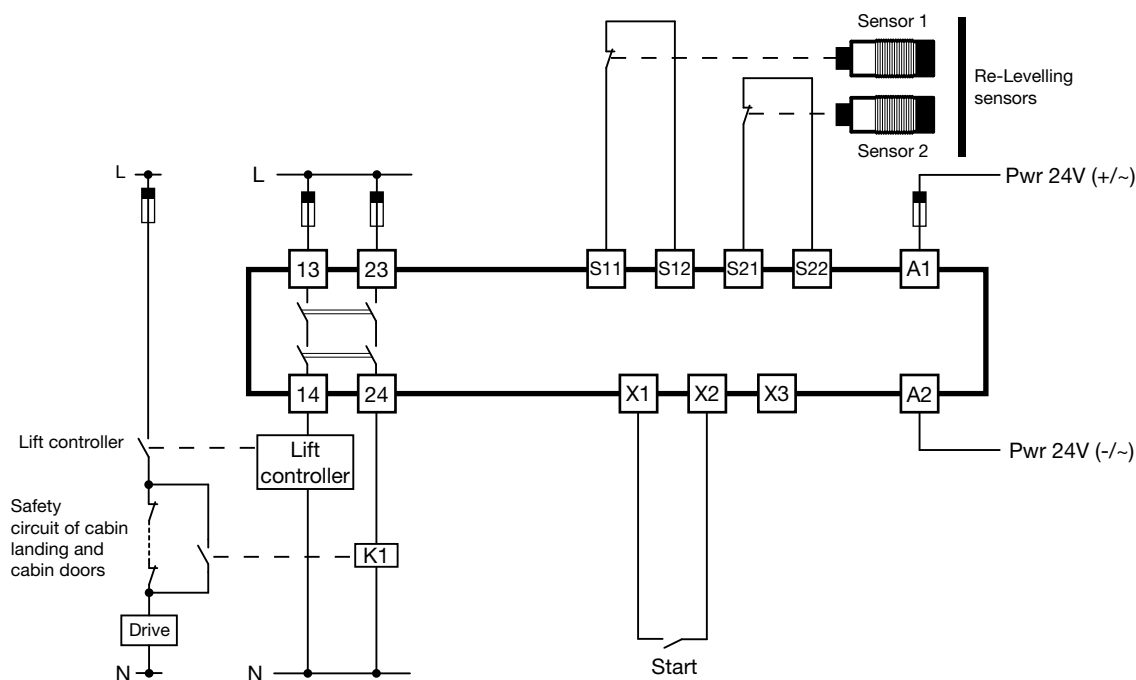 Sensor 1
Re-Levelling
sensors
Sensor 2
L
L
Pwr 24V (+/~)
13
23
S11
S12
S21
S22
A1
14
24
X1
X2
X3
A2
Lift controller
Lift
controller
Pwr 24V (-/~)
Safety
circuit of cabin
landing and
cabin doors
K1
Drive
Start
N
N